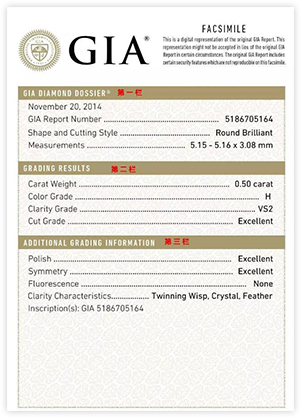 GIA®
FACSIMILE
This is a digital representation of the original GIA Report. This
representation might not be accepted in lieu of the original GIA
Report in certain circumstances. The original GIA Report includes
certain security features which are not reproducible on this facsimile.
GIA DIAMOND DOSSIER® 第一栏
November 20, 2014
GIA Report Number 5186705164
Shape and Cutting Style Round Brilliant
Measurements 5.15 - 5.16 x 3.08 mm
GRADING RESULTS 第二栏
Carat Weight 0.50 carat
Color Grade H
Clarity Grade VS2
Cut Grade Excellent
ADDITIONAL GRADING INFORMATION 第三栏
Polish Excellent
Symmetry Excellent
Fluorescence None
Clarity Characteristics Twinning Wisp, Crystal, Feather
Inscription(s): GIA 5186705164